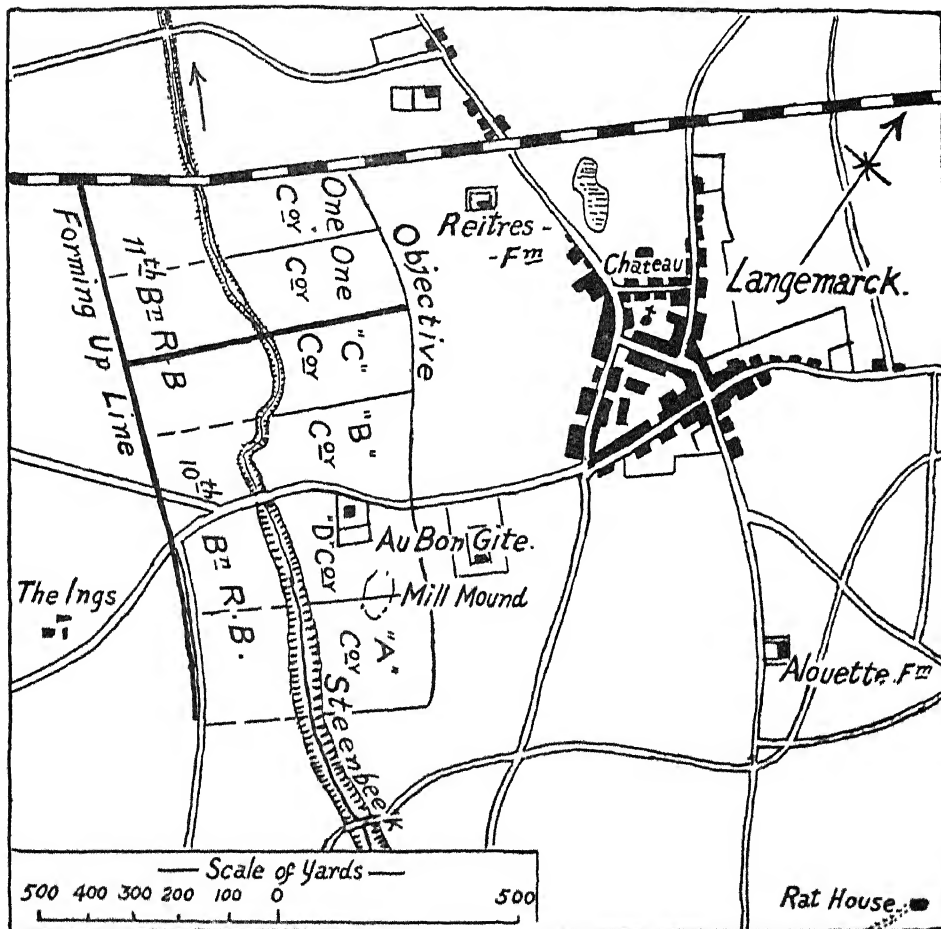 One Coy
One Coy
"C" Coy
"B" Coy
"D" Coy
"A" Coy
11th Bn R.B
10th Bn R.B.
Forming Up Line
Objective
Reitres-
-Fm
Chateau
Langemarck.
Au Bon Gite.
Mill Mound
The Ings
Steenbeek
Alouette. Fm
Rat House
Scale of Yards
500 400 300 200 100 0 500